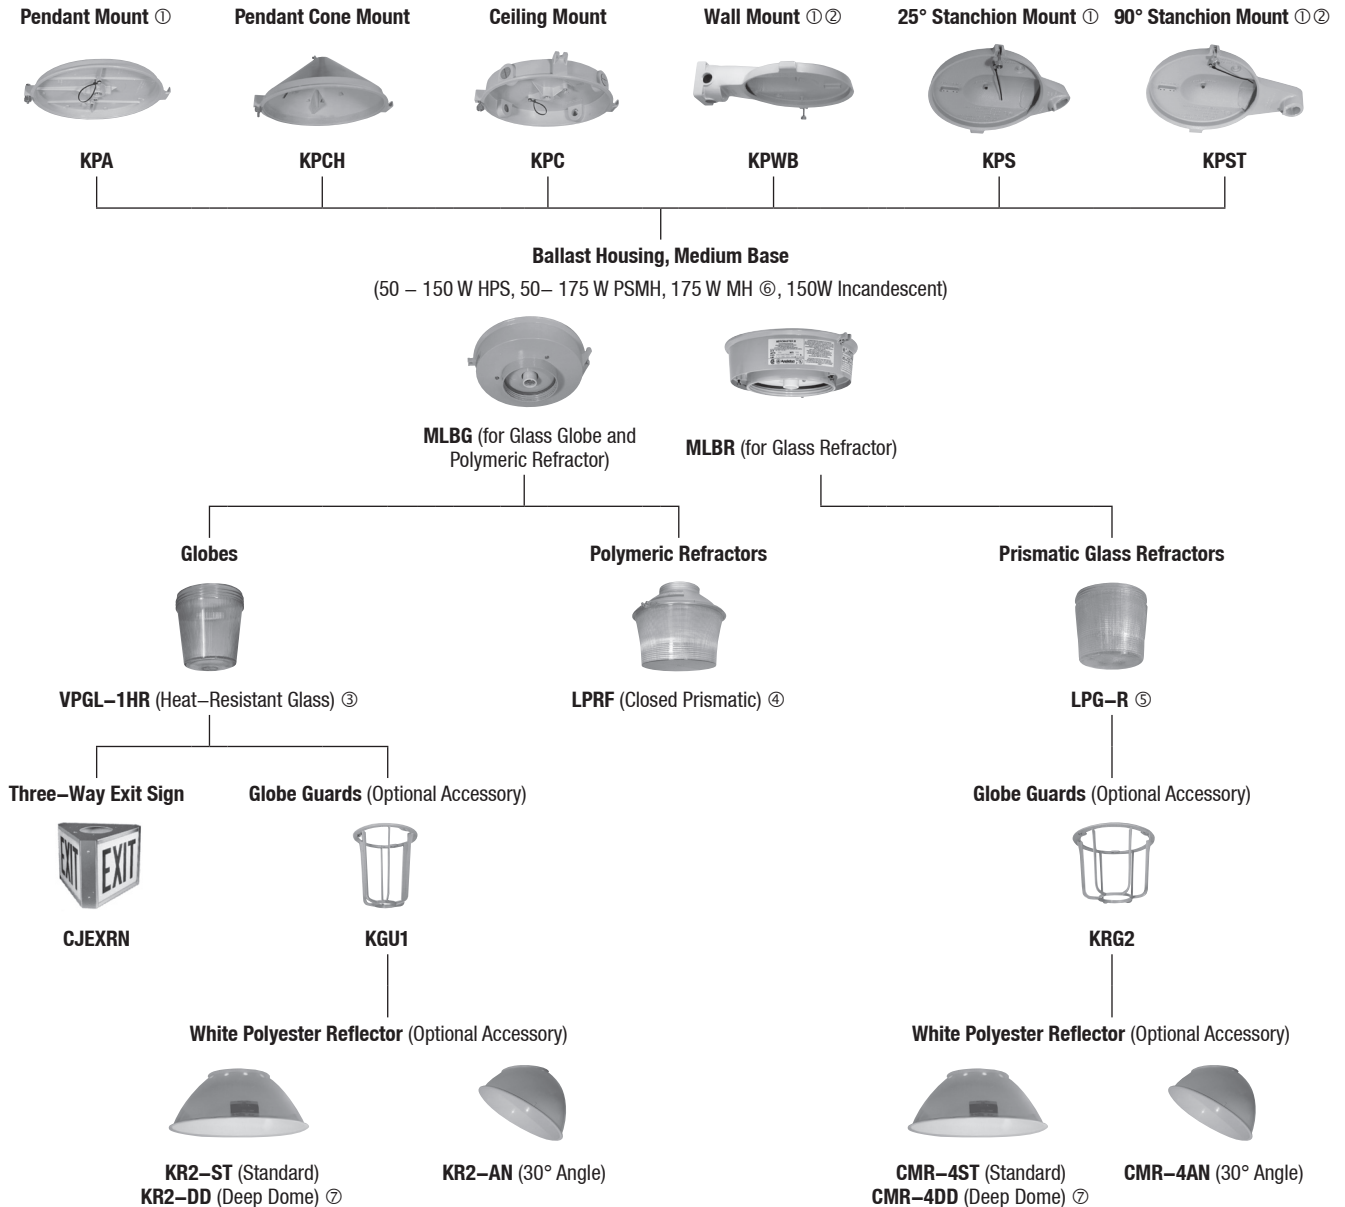 Pendant Mount ①
Pendant Cone Mount
Ceiling Mount
Wall Mount ①②
25° Stanchion Mount ①
90° Stanchion Mount ①②
KPA
KPCH
KPC
KPWB
KPS
KPST
Ballast Housing, Medium Base
(50 – 150 W HPS, 50– 175 W PSMH, 175 W MH ⑥, 150W Incandescent)
MLBG (for Glass Globe and
Polymeric Refractor)
MLBR (for Glass Refractor)
Globes
Polymeric Refractors
Prismatic Glass Refractors
VPGL–1HR (Heat–Resistant Glass) ③
LPRF (Closed Prismatic) ④
LPG–R ⑤
Three–Way Exit Sign
Globe Guards (Optional Accessory)
Globe Guards (Optional Accessory)
EXIT
EXIT
CJEXRN
KGU1
KRG2
White Polyester Reflector (Optional Accessory)
White Polyester Reflector (Optional Accessory)
KR2–ST (Standard)
KR2–DD (Deep Dome) ⑦
KR2–AN (30° Angle)
CMR–4ST (Standard)
CMR–4DD (Deep Dome) ⑦
CMR–4AN (30° Angle)